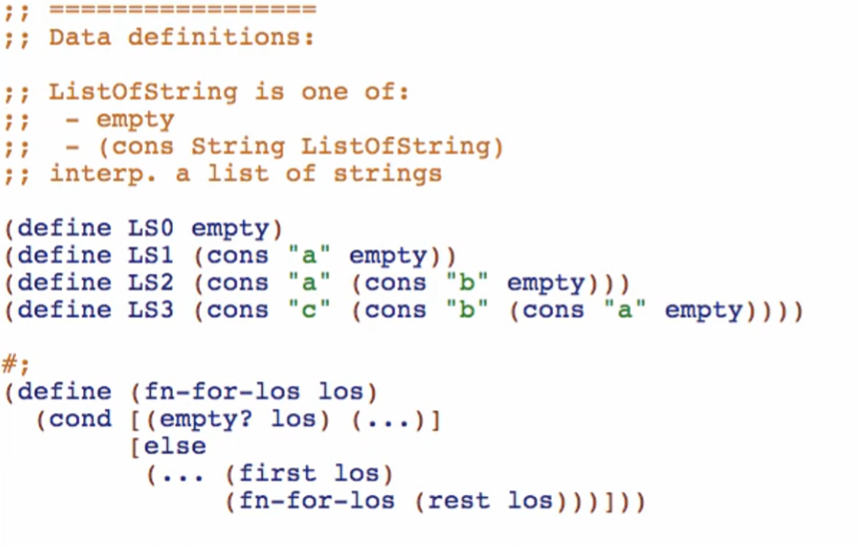 ;; =================
;; Data definitions:
;; ListOfString is one of:
;;  - empty
;;  - (cons String ListOfString)
;; interp. a list of strings
(define LS0 empty)
(define LS1 (cons "a" empty))
(define LS2 (cons "a" (cons "b" empty)))
(define LS3 (cons "c" (cons "b" (cons "a" empty))))
#;
(define (fn-for-los los)
  (cond [(empty? los) (...)]
        [else
         (... (first los)
              (fn-for-los (rest los)))]))